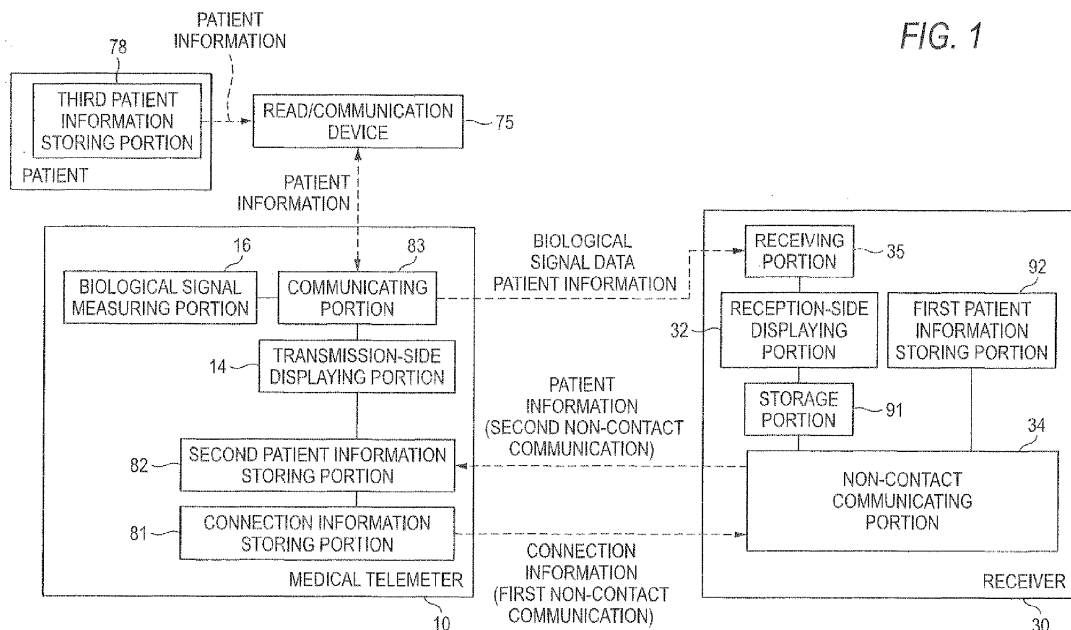 FIG. 1
PATIENT
INFORMATION
78
THIRD PATIENT
INFORMATION
STORING PORTION
PATIENT
READ/COMMUNICATION
DEVICE
75
PATIENT
INFORMATION
16
BIOLOGICAL SIGNAL
MEASURING PORTION
83
COMMUNICATING
PORTION
14
TRANSMISSION-SIDE
DISPLAYING PORTION
82
SECOND PATIENT INFORMATION
STORING PORTION
81
CONNECTION INFORMATION
STORING PORTION
MEDICAL TELEMETER
10
BIOLOGICAL
SIGNAL DATA
PATIENT INFORMATION
PATIENT
INFORMATION
(SECOND NON-CONTACT
COMMUNICATION)
CONNECTION
INFORMATION
(FIRST NON-CONTACT
COMMUNICATION)
RECEIVING
PORTION
35
32
RECEPTION-SIDE
DISPLAYING
PORTION
92
FIRST PATIENT
INFORMATION
STORING PORTION
STORAGE
PORTION
91
34
NON-CONTACT
COMMUNICATING
PORTION
RECEIVER
30